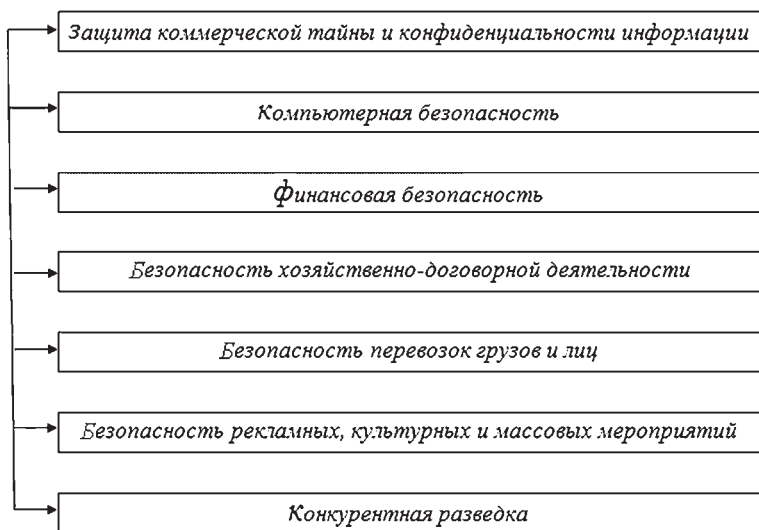 Защита коммерческой тайны и конфиденциальности информации
Компьютерная безопасность
Финансовая безопасность
Безопасность хозяйственно-договорной деятельности
Безопасность перевозок грузов и лиц
Безопасность рекламных, культурных и массовых мероприятий
Конкурентная разведка